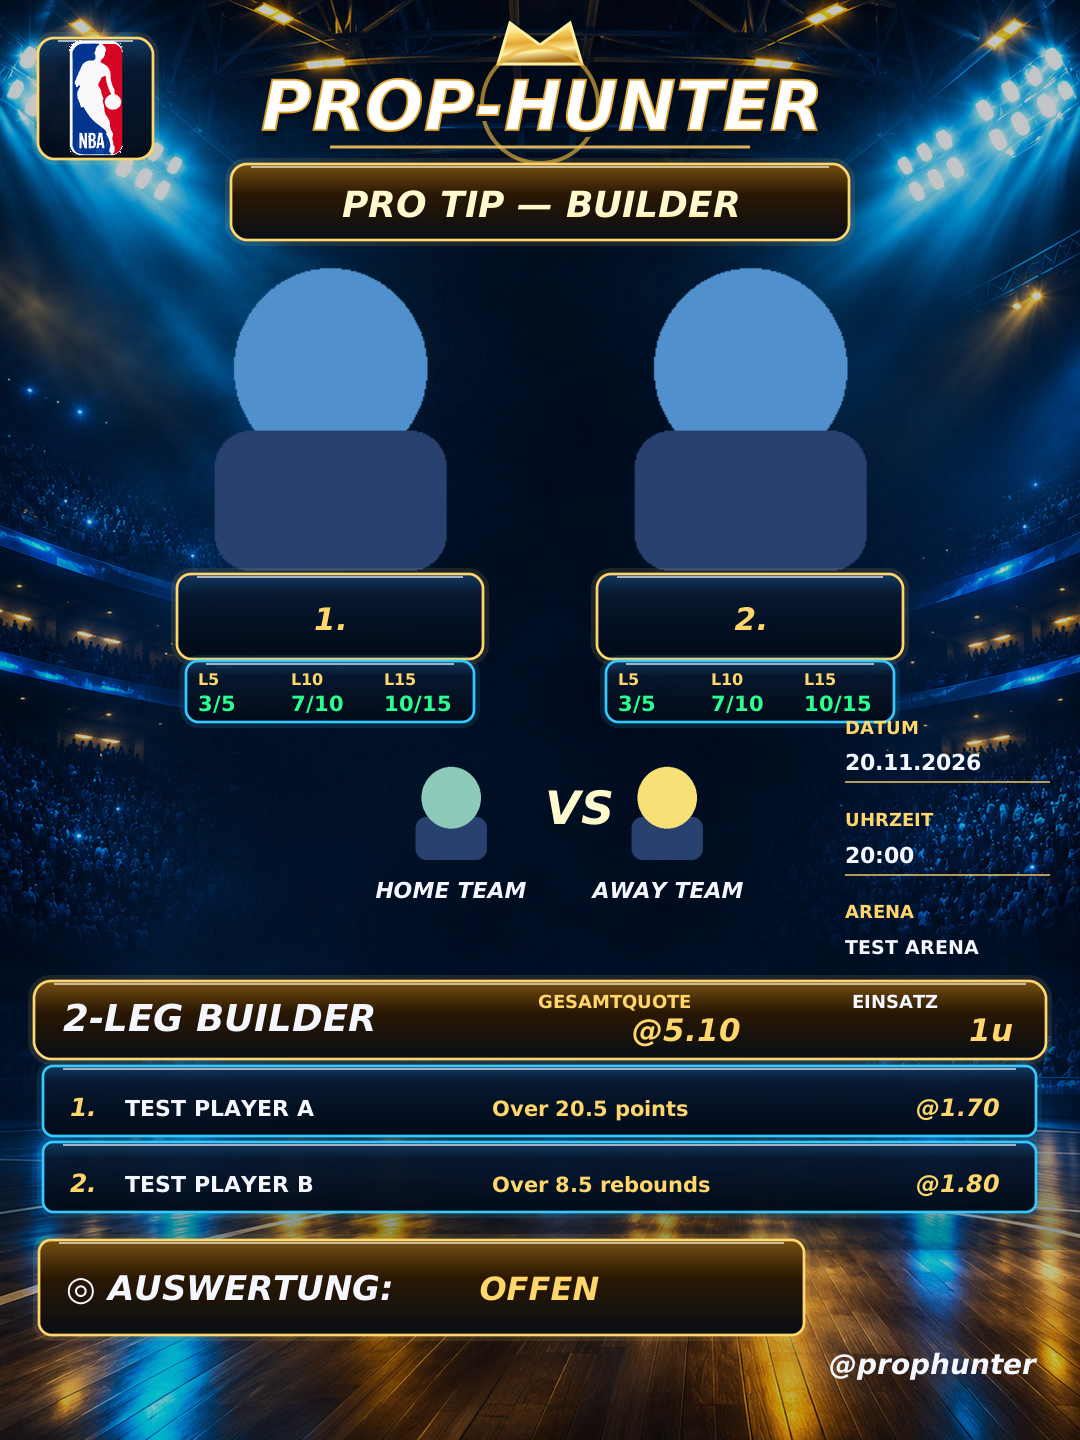 NBA
PROP-HUNTER
PRO TIP — BUILDER
1.
2.
L5 L10 L15
3/5 7/10 10/15
L5 L10 L15
3/5 7/10 10/15
DATUM
20.11.2026
UHRZEIT
20:00
ARENA
TEST ARENA
VS
HOME TEAM
AWAY TEAM
2-LEG BUILDER
GESAMTQUOTE
@5.10
EINSATZ
1u
1. TEST PLAYER A Over 20.5 points @1.70
2. TEST PLAYER B Over 8.5 rebounds @1.80
◎ AUSWERTUNG: OFFEN
@prophunter